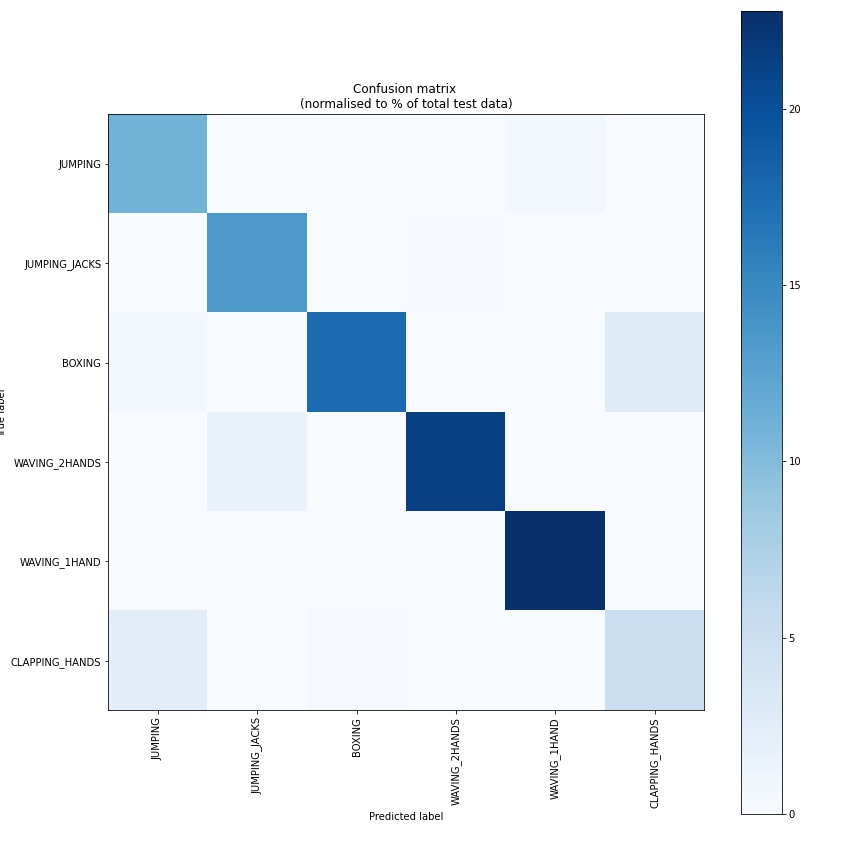 Confusion matrix
(normalised to % of total test data)
JUMPING
JUMPING_JACKS
BOXING
WAVING_2HANDS
WAVING_1HAND
CLAPPING_HANDS
True label
JUMPING
JUMPING_JACKS
BOXING
WAVING_2HANDS
WAVING_1HAND
CLAPPING_HANDS
Predicted label
20
15
10
5
0